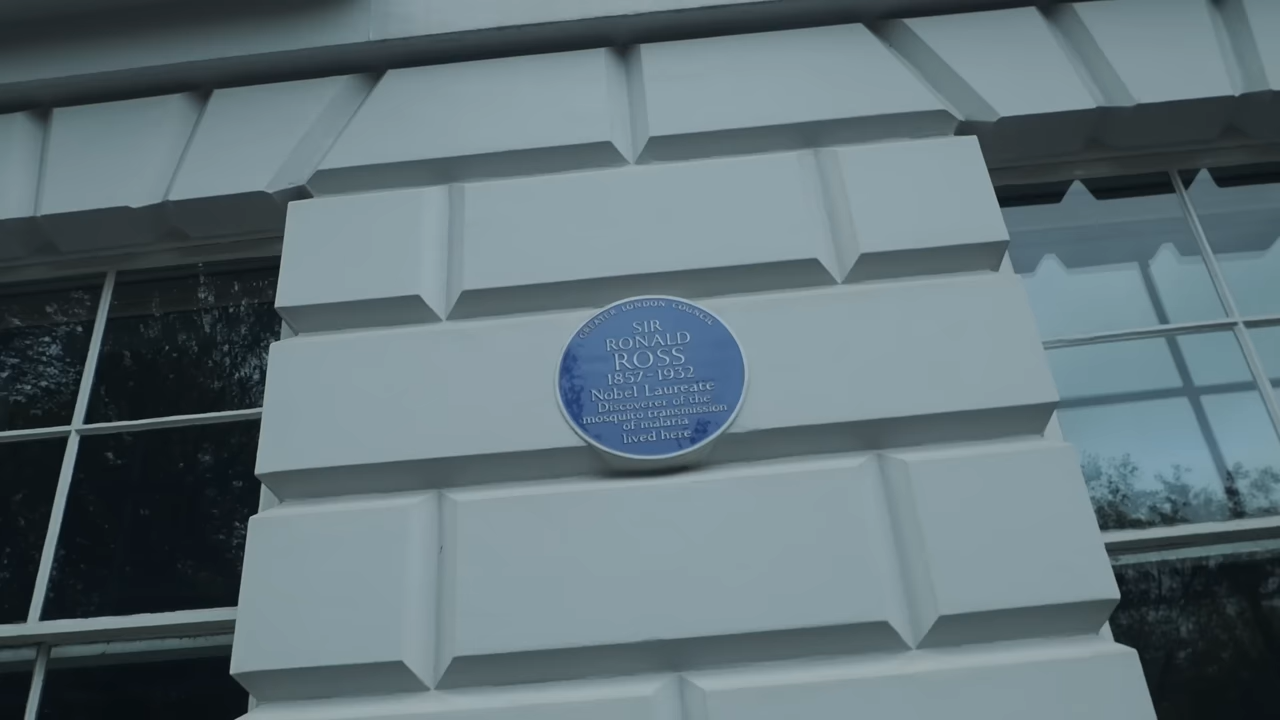 GREATER LONDON COUNCIL
SIR
RONALD
ROSS
1857-1932
Nobel Laureate
Discoverer of the
mosquito transmission
of malaria
lived here